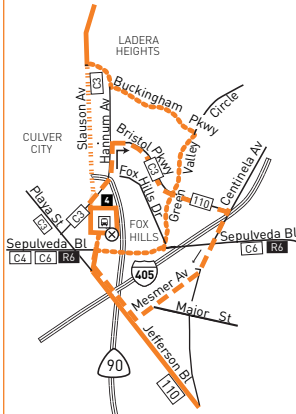 LADERA
HEIGHTS
C3
Buckingham Pkwy
Circle
Slauson Av
Hannum Av
Bristol Pkwy
C3
Green Valley
Centinela Av
CULVER
CITY
Fox Hills Dr
110
Playa St
C3
C3
4
FOX
HILLS
Sepulveda Bl
C4 C6 R6
Sepulveda Bl
C6 R6
405
Mesmer Av
Major St
Jefferson Bl
90
110